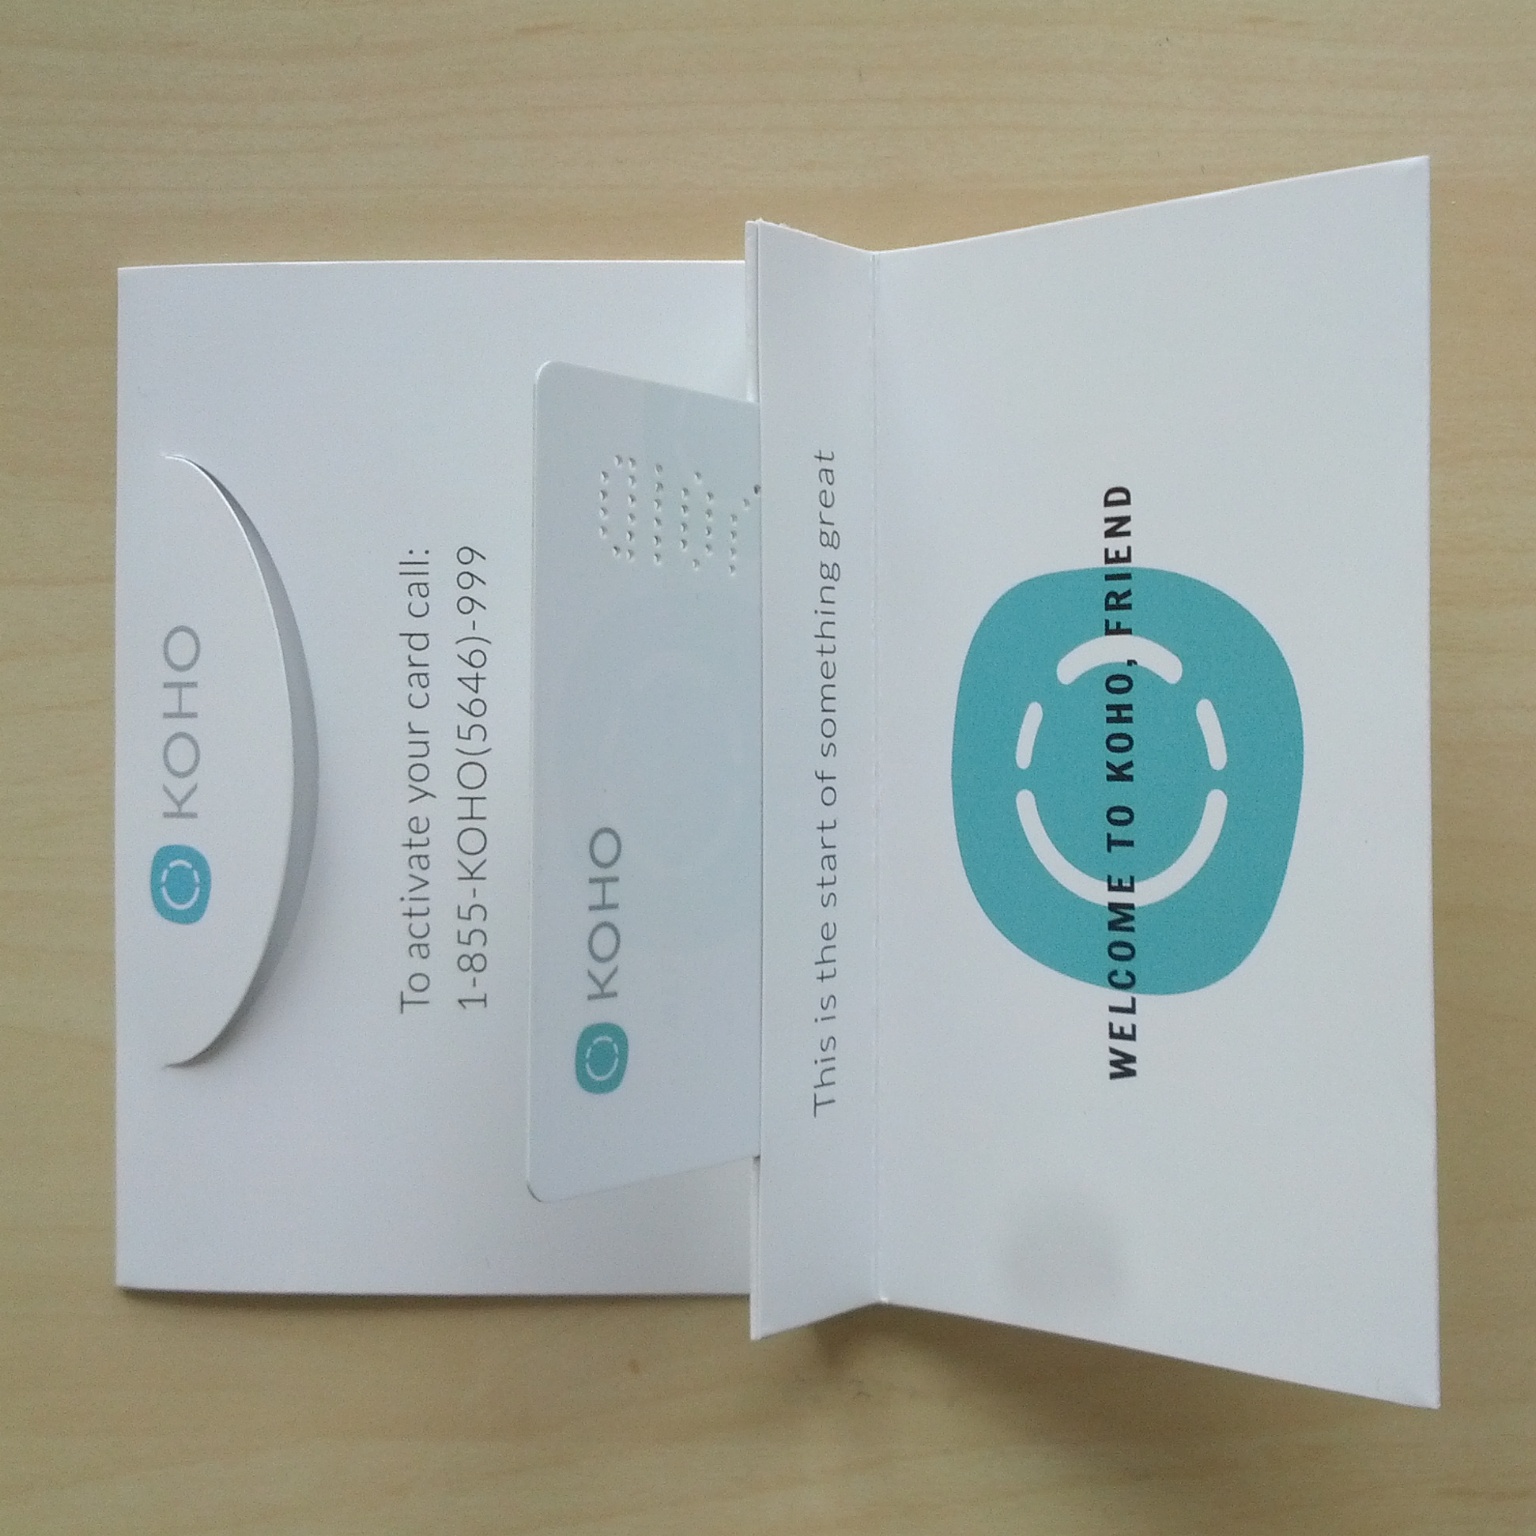 KOHO
To activate your card call:
1-855-KOHO(5646)-999
KOHO
This is the start of something great
WELCOME TO KOHO, FRIEND